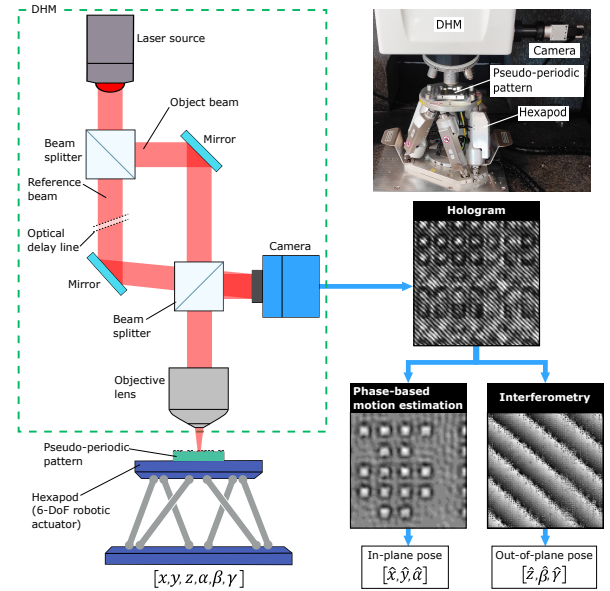 DHM
Laser source
Object beam
Mirror
Beam
splitter
Reference
beam
Optical
delay line
Mirror
Camera
Beam
splitter
Objective
lens
Pseudo-periodic
pattern
Hexapod
(6-DoF robotic
actuator)
[x,y,z,α,β,γ]
DHM
Camera
Pseudo-periodic
pattern
Hexapod
Hologram
Phase-based
motion estimation
Interferometry
In-plane pose
[x̂,ŷ,α̂]
Out-of-plane pose
[ẑ,β̂,γ̂]